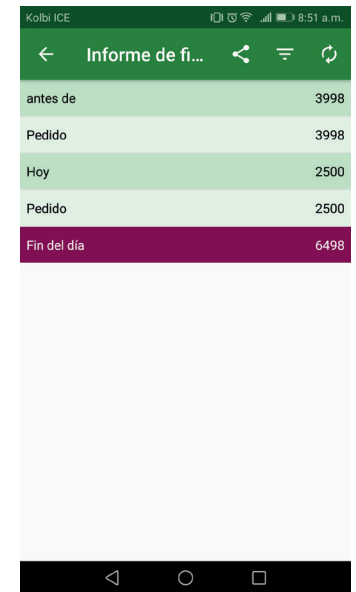 Kolbi ICE 8:51 a.m.
Informe de fi...
antes de 3998
Pedido 3998
Hoy 2500
Pedido 2500
Fin del día 6498